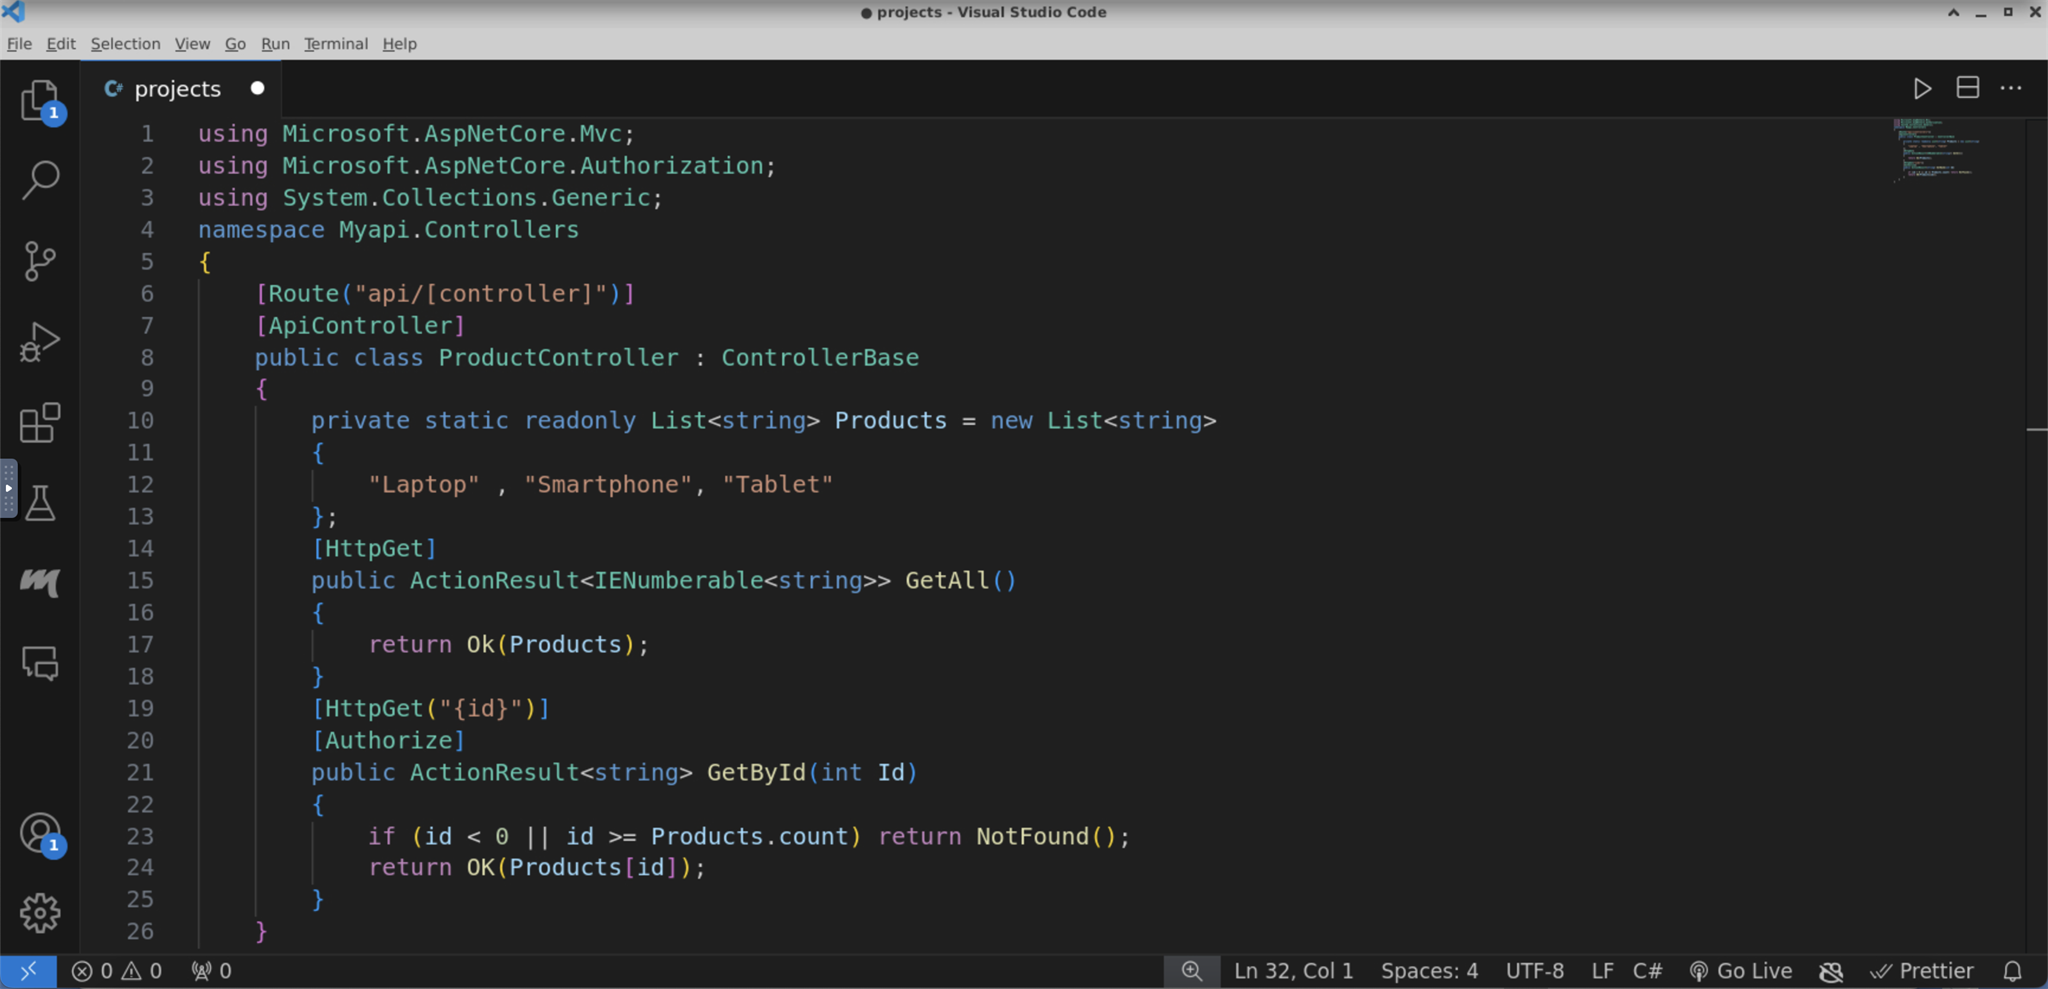 ● projects - Visual Studio Code
File Edit Selection View Go Run Terminal Help
1
C# projects
1 using Microsoft.AspNetCore.Mvc;
2 using Microsoft.AspNetCore.Authorization;
3 using System.Collections.Generic;
4 namespace Myapi.Controllers
5 {
6     [Route("api/[controller]")]
7     [ApiController]
8     public class ProductController : ControllerBase
9     {
10         private static readonly List<string> Products = new List<string>
11         {
12             "Laptop" , "Smartphone", "Tablet"
13         };
14         [HttpGet]
15         public ActionResult<IENumberable<string>> GetAll()
16         {
17             return Ok(Products);
18         }
19         [HttpGet("{id}")]
20         [Authorize]
21         public ActionResult<string> GetById(int Id)
22         {
23             if (id < 0 || id >= Products.count) return NotFound();
24             return OK(Products[id]);
25         }
26     }
1
0 0 0 Ln 32, Col 1 Spaces: 4 UTF-8 LF C# Go Live Prettier